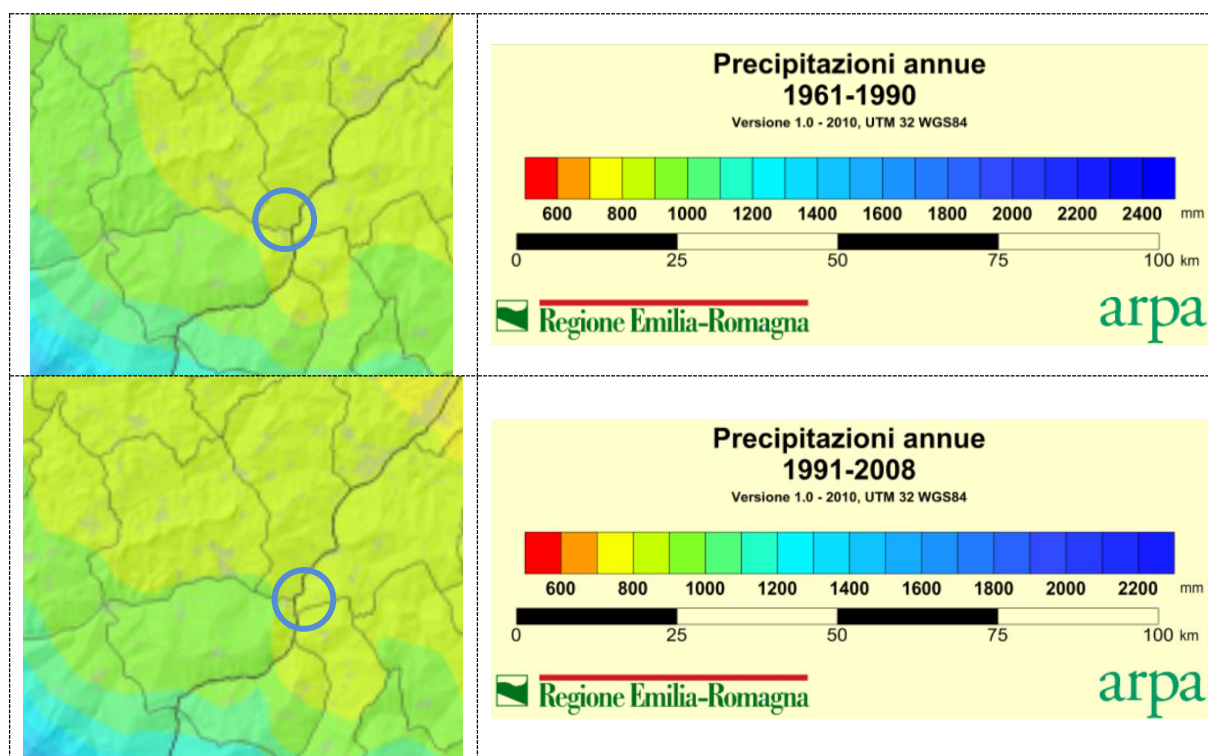 Precipitazioni annue
1961-1990
Versione 1.0 - 2010, UTM 32 WGS84
600 800 1000 1200 1400 1600 1800 2000 2200 2400 mm
0 25 50 75 100 km
Regione Emilia-Romagna
arpa
Precipitazioni annue
1991-2008
Versione 1.0 - 2010, UTM 32 WGS84
600 800 1000 1200 1400 1600 1800 2000 2200 mm
0 25 50 75 100 km
Regione Emilia-Romagna
arpa